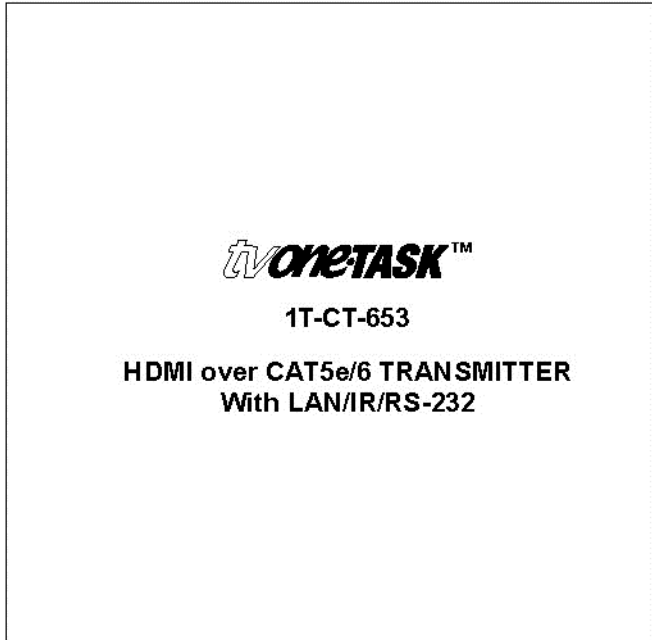 tvone·TASK™
1T-CT-653
HDMI over CAT5e/6 TRANSMITTER
With LAN/IR/RS-232